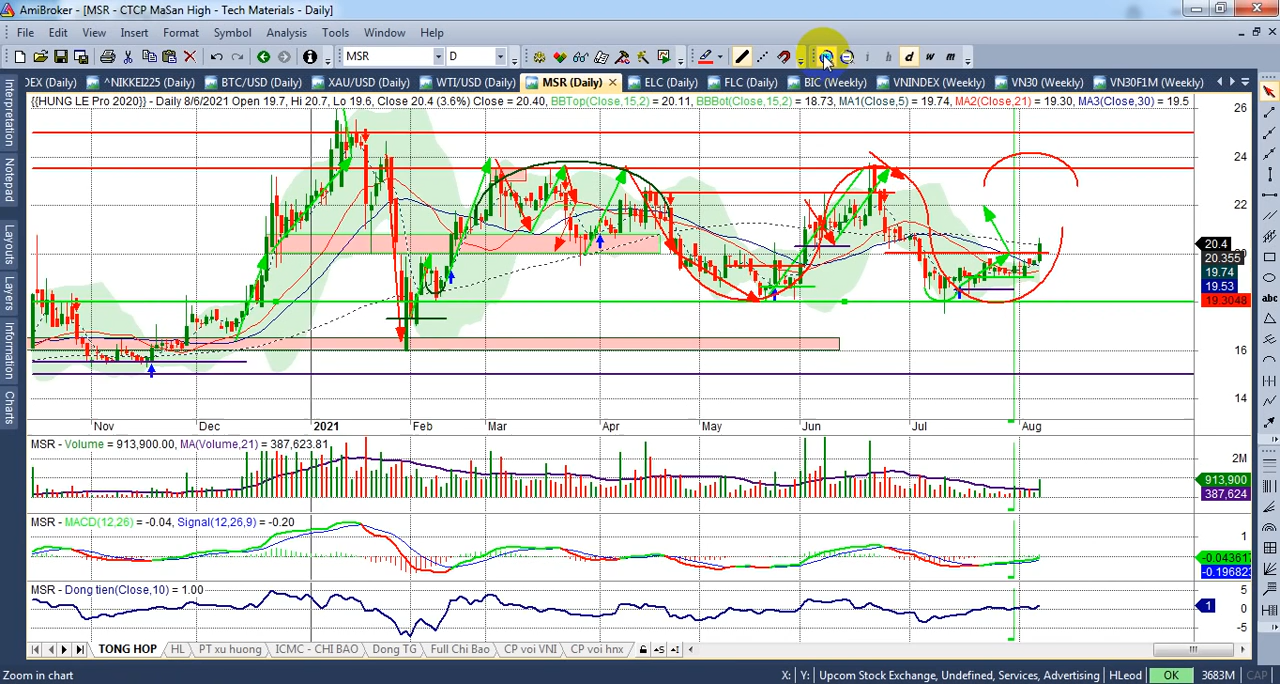 AmiBroker - [MSR - CTCP MaSan High - Tech Materials - Daily]
File Edit View Insert Format Symbol Analysis Tools Window Help
MSR D i h d w m
DEX (Daily) ^NIKKEI225 (Daily) BTC/USD (Daily) XAU/USD (Daily) WTI/USD (Daily) MSR (Daily) ELC (Daily) FLC (Daily) BIC (Weekly) VNINDEX (Weekly) VN30 (Weekly) VN30F1M (Weekly)
{{HUNG LE Pro 2020}} - Daily 8/6/2021 Open 19.7, Hi 20.7, Lo 19.6, Close 20.4 (3.6%) Close = 20.40, BBTop(Close,15,2) = 20.11, BBBot(Close,15,2) = 18.73, MA1(Close,5) = 19.74, MA2(Close,21) = 19.30, MA3(Close,30) = 19.5
Interpretation
Notepad
Layouts
Layers
Information
Charts
abc
26
24
22
20.4
20.355
19.74
19.53
19.3048
16
14
Nov Dec 2021 Feb Mar Apr May Jun Jul Aug
MSR - Volume = 913,900.00, MA(Volume,21) = 387,623.81
2M
913,900
387,624
MSR - MACD(12,26) = -0.04, Signal(12,26,9) = -0.20
1
-0.043617
-0.196823
MSR - Dong tien(Close,10) = 1.00
5
1
0
-5
TONG HOP HL PT xu huong ICMC - CHI BAO Dong TG Full Chi Bao CP voi VNI CP voi hnx
Zoom in chart X: Y: Upcom Stock Exchange, Undefined, Services, Advertising HLeod OK 3683M CAP